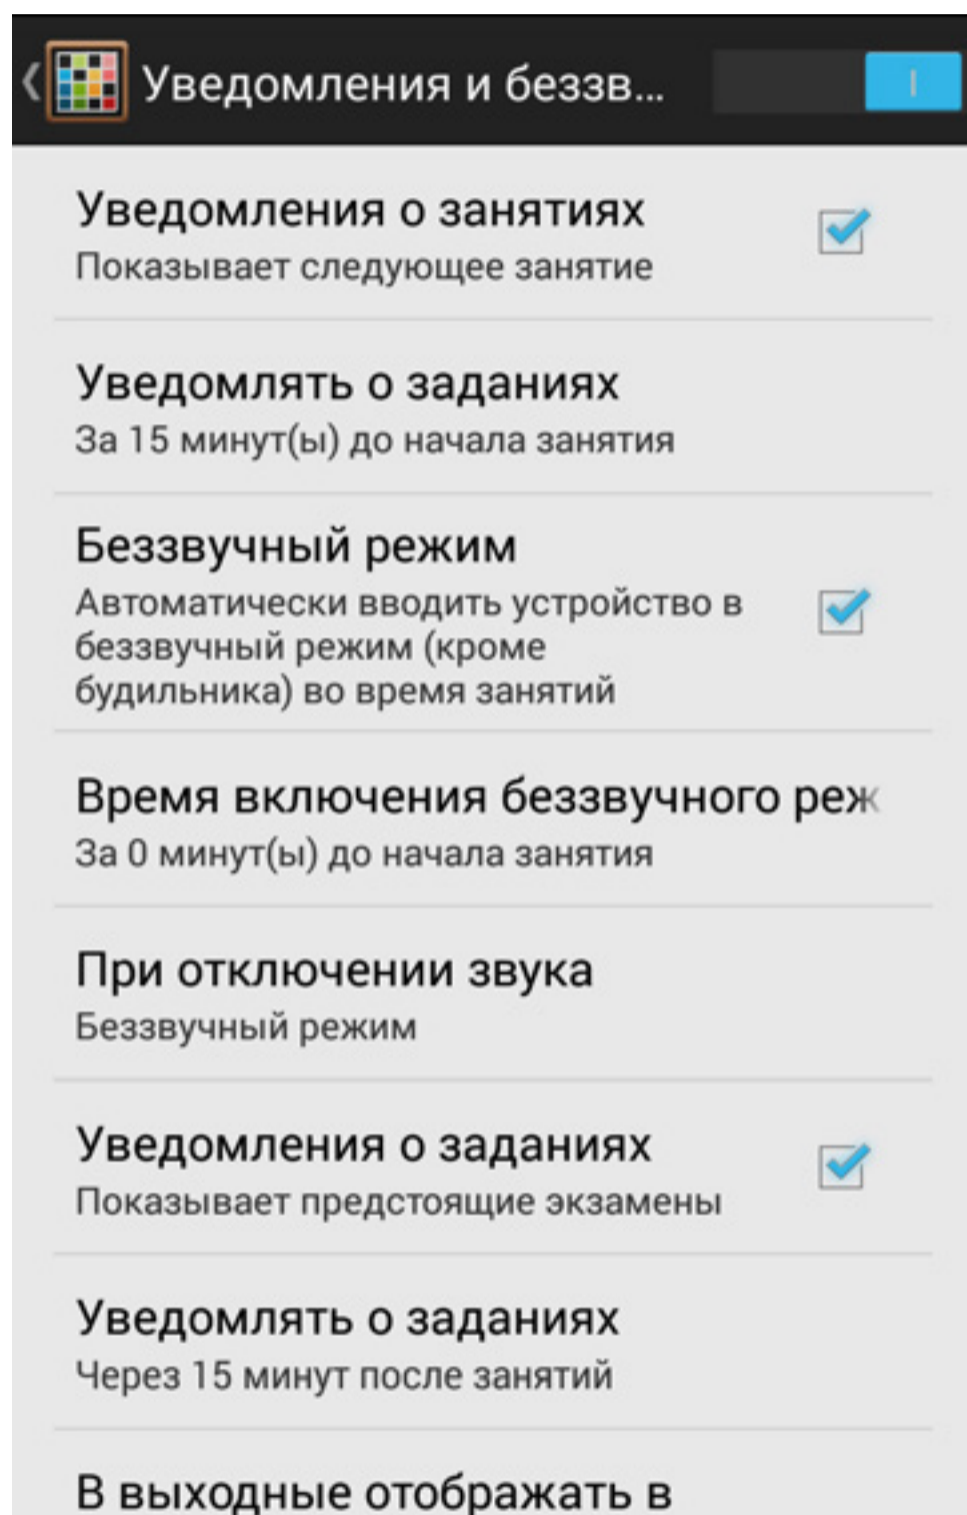 Уведомления и беззв...
Уведомления о занятиях
Показывает следующее занятие
Уведомлять о заданиях
За 15 минут(ы) до начала занятия
Беззвучный режим
Автоматически вводить устройство в
беззвучный режим (кроме
будильника) во время занятий
Время включения беззвучного реж
За 0 минут(ы) до начала занятия
При отключении звука
Беззвучный режим
Уведомления о заданиях
Показывает предстоящие экзамены
Уведомлять о заданиях
Через 15 минут после занятий
В выходные отображать в